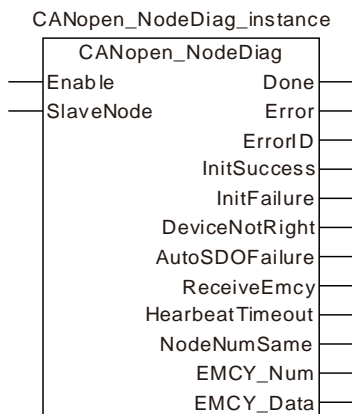 CANopen_NodeDiag_instance
CANopen_NodeDiag
Enable Done
SlaveNode Error
ErrorID
InitSuccess
InitFailure
DeviceNotRight
AutoSDOFailure
ReceiveEmcy
HearbeatTimeout
NodeNumSame
EMCY_Num
EMCY_Data